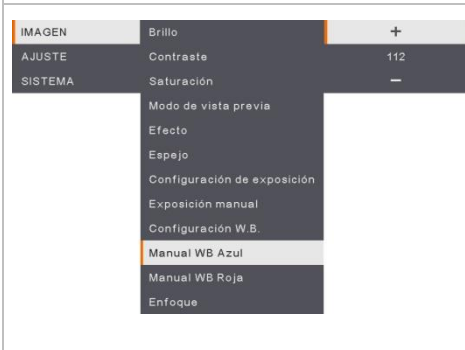 IMAGEN
AJUSTE
SISTEMA
Brillo
Contraste
Saturación
Modo de vista previa
Efecto
Espejo
Configuración de exposición
Exposición manual
Configuración W.B.
Manual WB Azul
Manual WB Roja
Enfoque
+
112
−